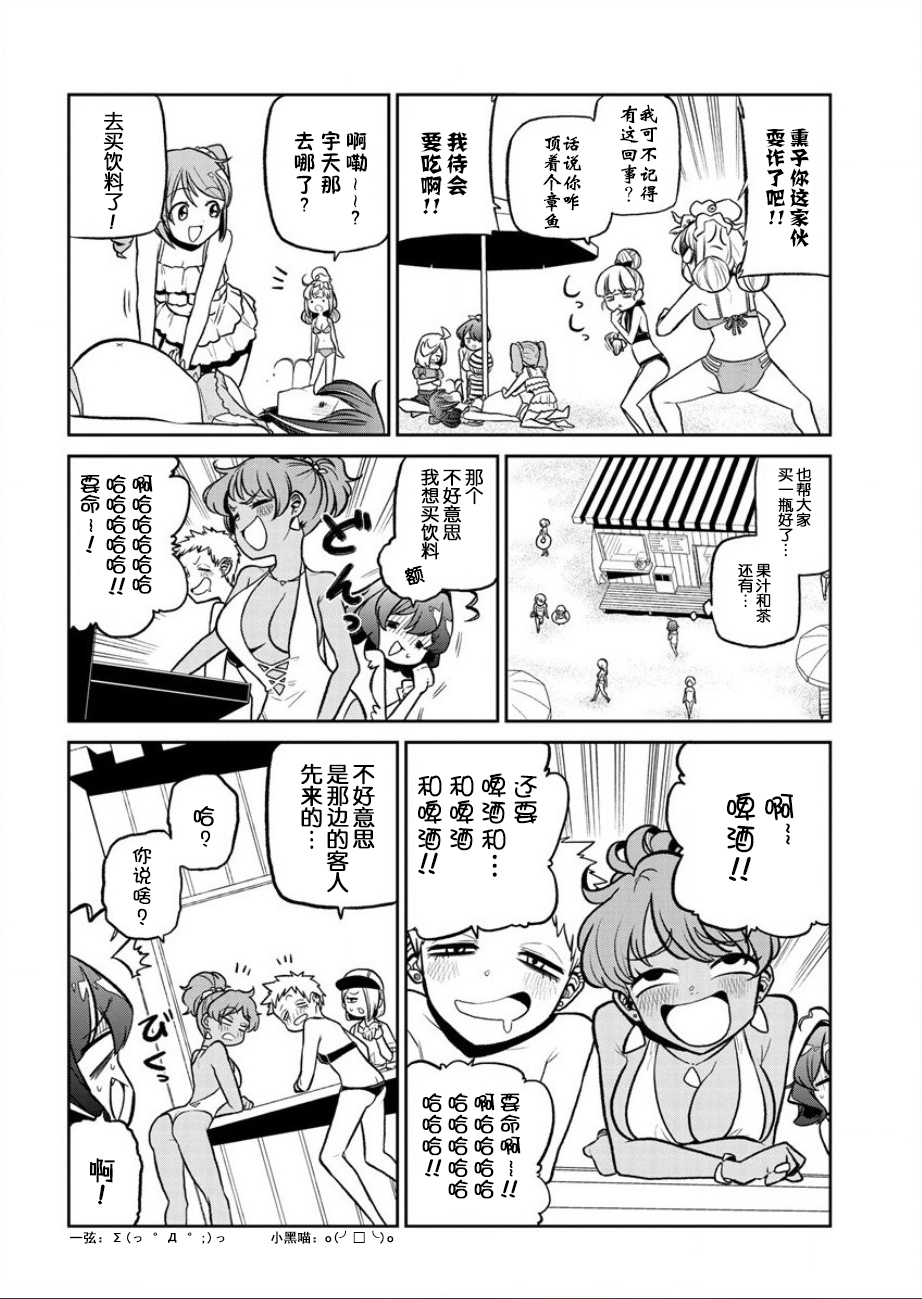 熏子你这家伙
耍诈了吧!!
我可不记得
有这回事?
话说你咋
顶着个章鱼
我待会
要吃啊!!
啊嘞~~?
宇天那
去哪了?
去买饮料了!
也帮大家
买一瓶好了…
果汁和茶
还有…
那个
不好意思
我想买饮料
额
どんっ
啊哈哈哈哈
哈哈哈哈哈!!
要命~!
啊~
啤酒!!
还要
啤酒和…
和啤酒
和啤酒!!
要命啊~!!
啊哈哈哈
哈哈哈哈哈
哈哈哈!!
不好意思
是那边的客人
先来的…
哈?
你说啥?
びくっ
啊!
一弦: Σ(っ °Д °;)っ 小黑喵: o(╯□╰)o